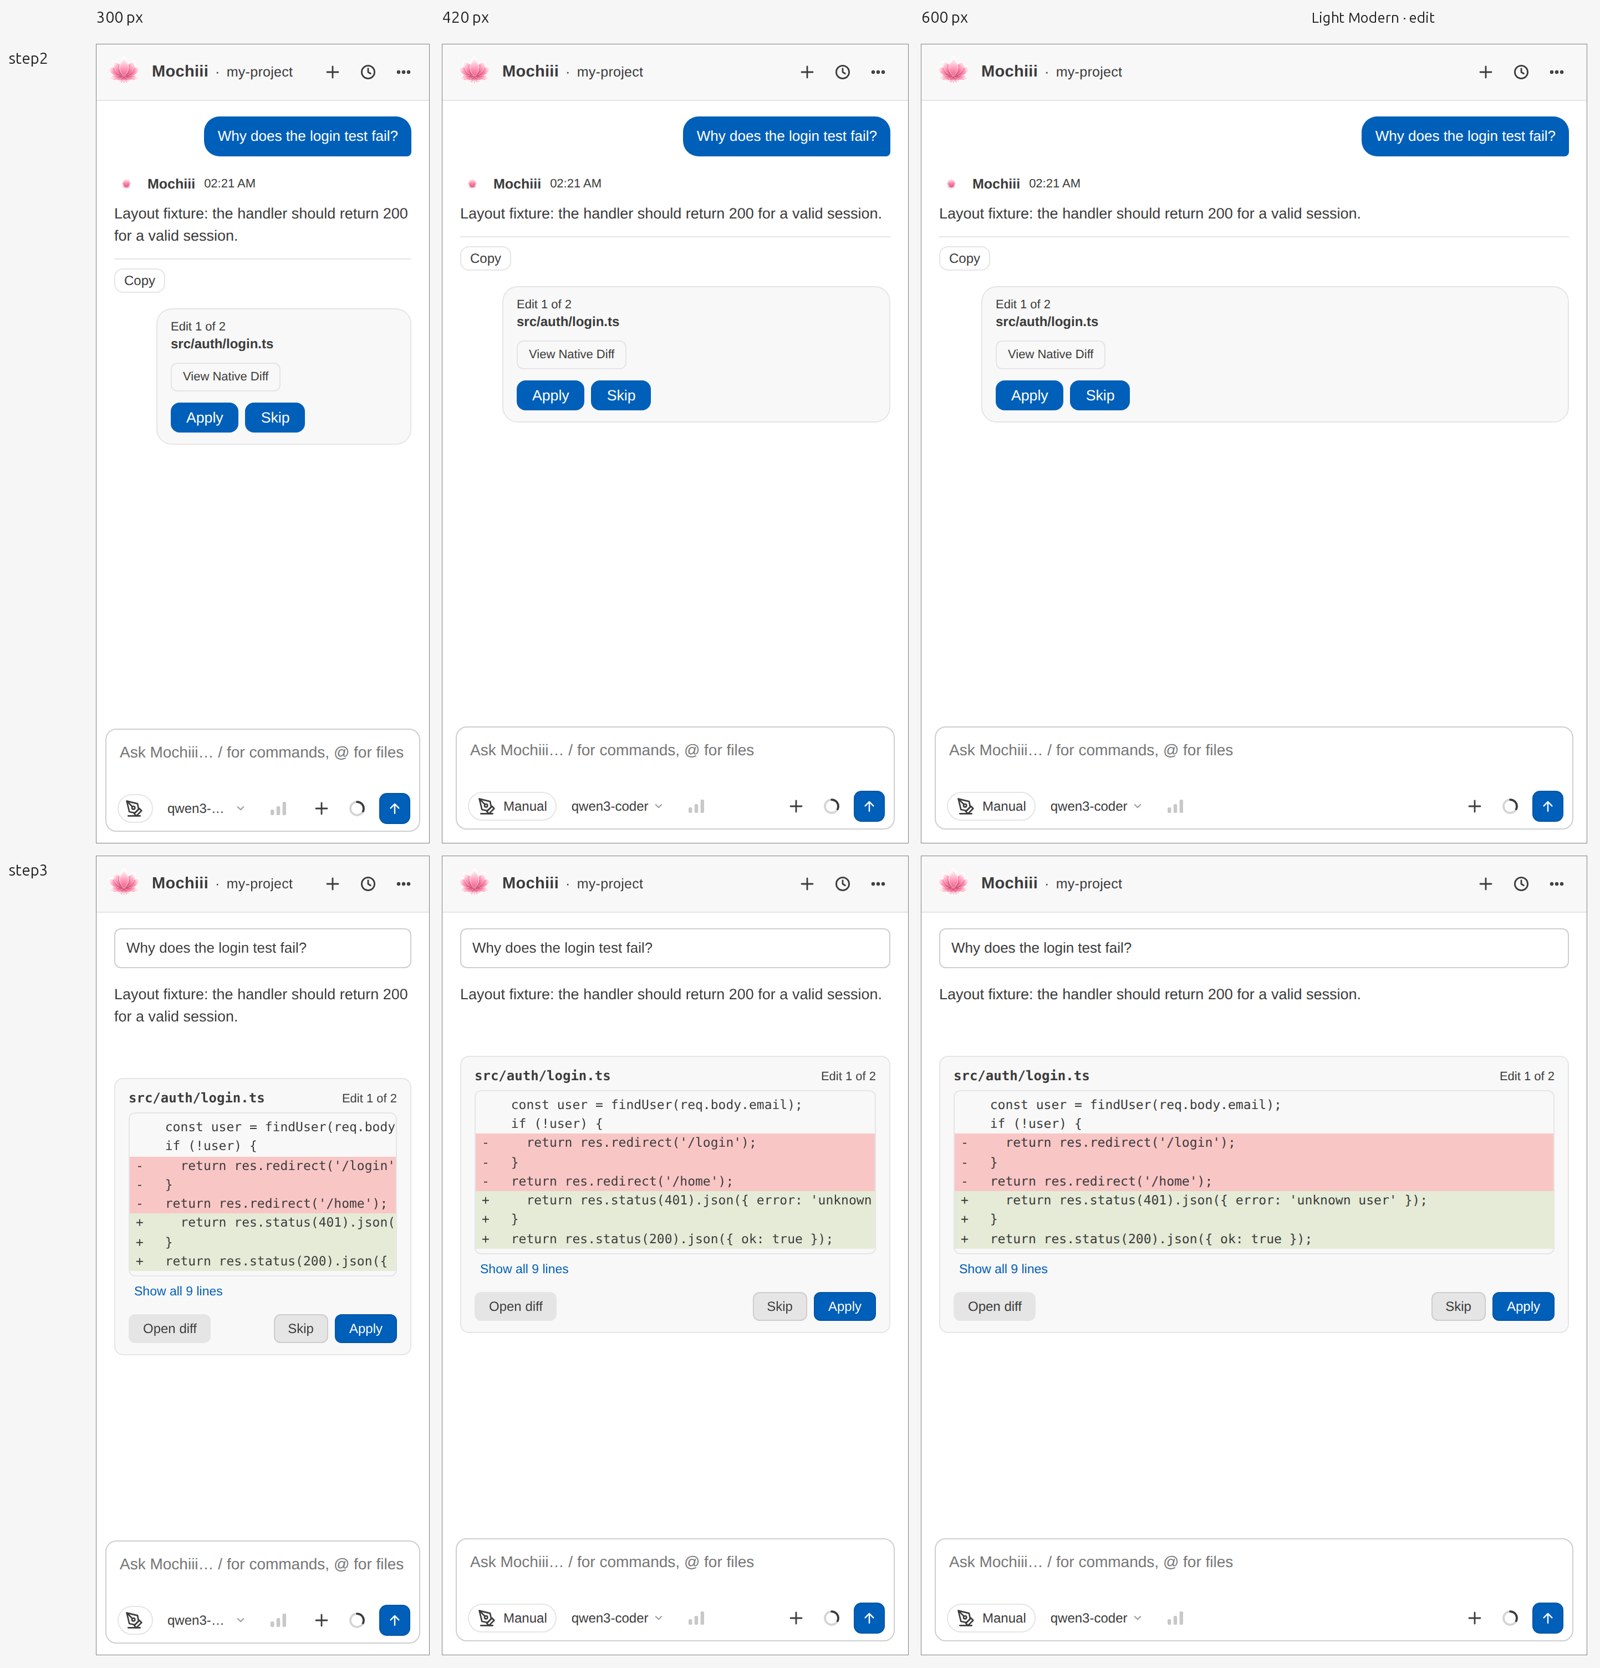 300 px
420 px
600 px
Light Modern · edit
step2
Mochiii · my-project
Why does the login test fail?
Mochiii 02:21 AM
Layout fixture: the handler should return 200
for a valid session.
Copy
Edit 1 of 2
src/auth/login.ts
View Native Diff
Apply Skip
Ask Mochiii… / for commands, @ for files
qwen3-…
Mochiii · my-project
Why does the login test fail?
Mochiii 02:21 AM
Layout fixture: the handler should return 200 for a valid session.
Copy
Edit 1 of 2
src/auth/login.ts
View Native Diff
Apply Skip
Ask Mochiii… / for commands, @ for files
Manual qwen3-coder
Mochiii · my-project
Why does the login test fail?
Mochiii 02:21 AM
Layout fixture: the handler should return 200 for a valid session.
Copy
Edit 1 of 2
src/auth/login.ts
View Native Diff
Apply Skip
Ask Mochiii… / for commands, @ for files
Manual qwen3-coder
step3
Mochiii · my-project
Why does the login test fail?
Layout fixture: the handler should return 200
for a valid session.
src/auth/login.ts Edit 1 of 2
const user = findUser(req.body
if (!user) {
-   return res.redirect('/login'
- }
- return res.redirect('/home');
+   return res.status(401).json(
+ }
+ return res.status(200).json({
Show all 9 lines
Open diff Skip Apply
Ask Mochiii… / for commands, @ for files
qwen3-…
Mochiii · my-project
Why does the login test fail?
Layout fixture: the handler should return 200 for a valid session.
src/auth/login.ts Edit 1 of 2
const user = findUser(req.body.email);
if (!user) {
-   return res.redirect('/login');
- }
- return res.redirect('/home');
+   return res.status(401).json({ error: 'unknown
+ }
+ return res.status(200).json({ ok: true });
Show all 9 lines
Open diff Skip Apply
Ask Mochiii… / for commands, @ for files
Manual qwen3-coder
Mochiii · my-project
Why does the login test fail?
Layout fixture: the handler should return 200 for a valid session.
src/auth/login.ts Edit 1 of 2
const user = findUser(req.body.email);
if (!user) {
-   return res.redirect('/login');
- }
- return res.redirect('/home');
+   return res.status(401).json({ error: 'unknown user' });
+ }
+ return res.status(200).json({ ok: true });
Show all 9 lines
Open diff Skip Apply
Ask Mochiii… / for commands, @ for files
Manual qwen3-coder